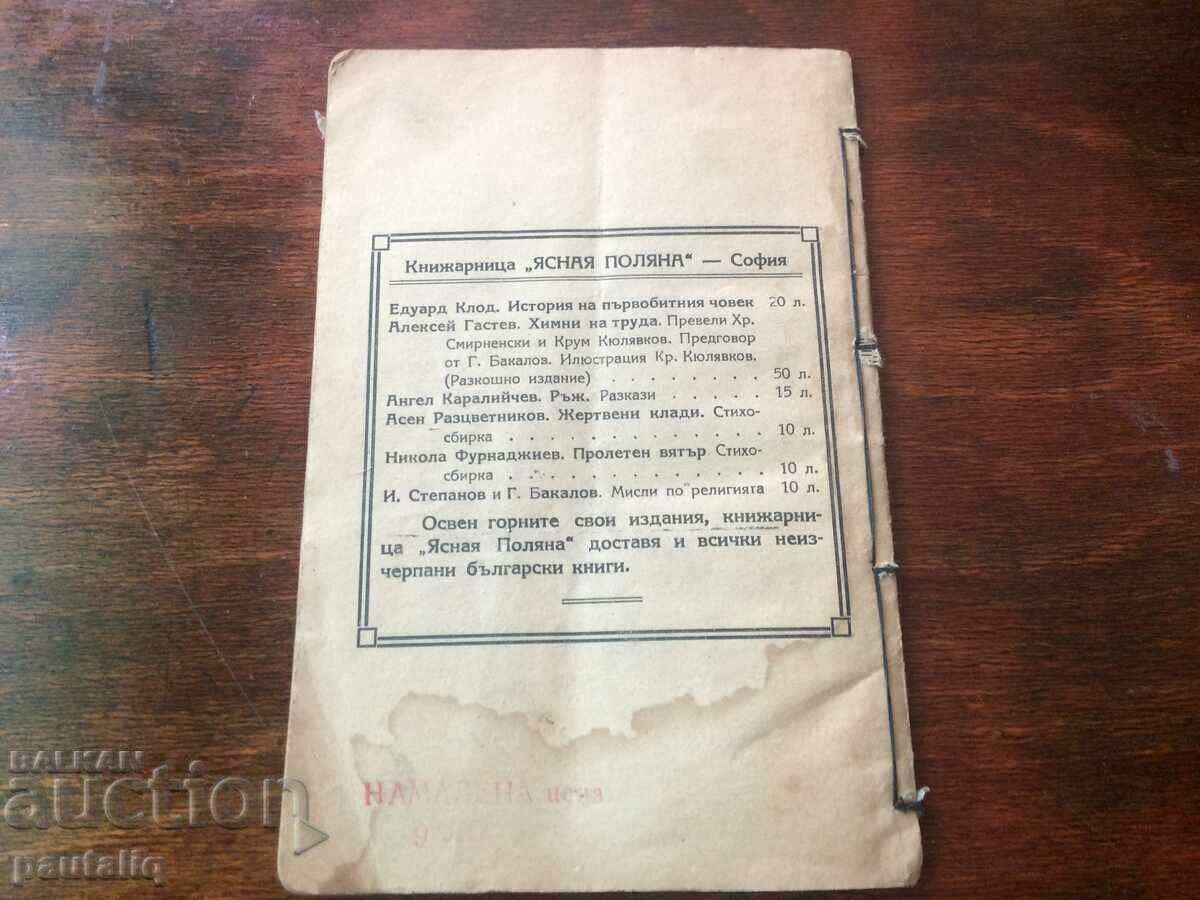 Книжарница „ЯСНАЯ ПОЛЯНА“ — София
Едуард Клод. История на първобитния човек 20 л.
Алексей Гастев. Химни на труда. Превели Хр.
Смирненски и Крум Кюлявков. Предговор
от Г. Бакалов. Илюстрация Кр. Кюлявков.
(Разкошно издание) . . . . . . . . 50 л.
Ангел Каралийчев. Ръж. Разкази . . . . . 15 л.
Асен Разцветников. Жертвени клади. Стихо-
сбирка . . . . . . . . . . . . . 10 л.
Никола Фурнаджиев. Пролетен вятър Стихо-
сбирка . . . . . . . . . . . . . 10 л.
И. Степанов и Г. Бакалов. Мисли по религията 10 л.
Освен горните свои издания, книжарни-
ца „Ясная Поляна“ доставя и всички неиз-
черпани български книги.
НАМАЛЕНА цена
9
BALKAN
auction
pautaliq